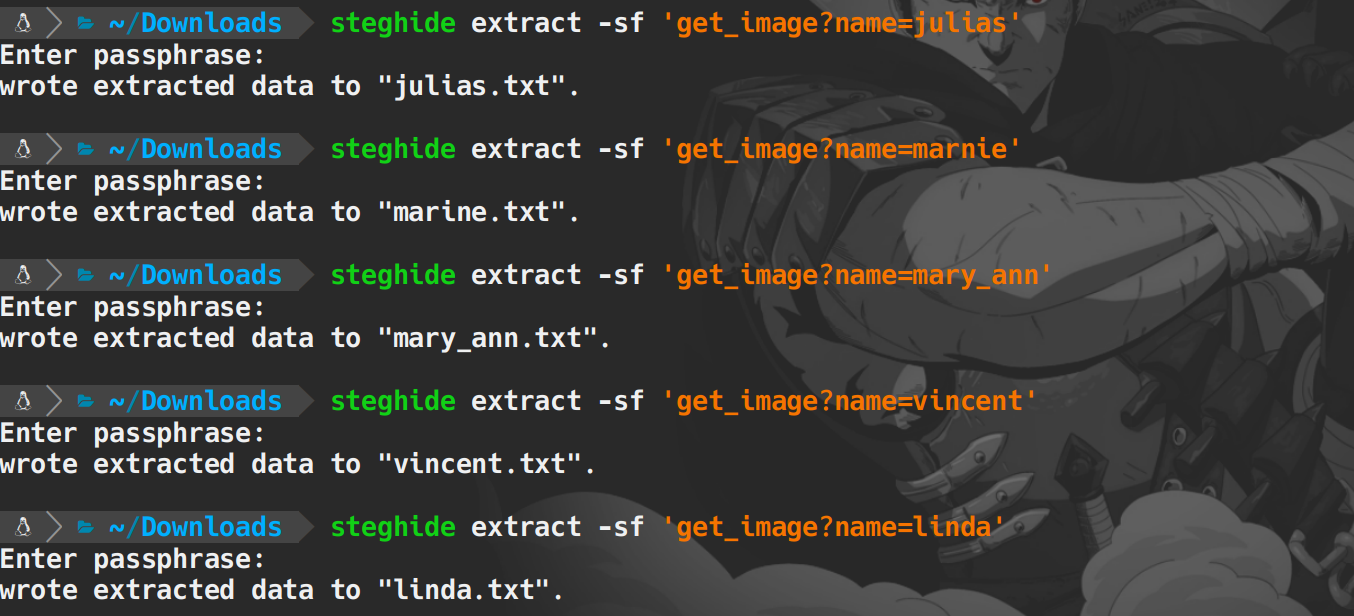 ~/Downloads steghide extract -sf 'get_image?name=julias'
Enter passphrase:
wrote extracted data to "julias.txt".
~/Downloads steghide extract -sf 'get_image?name=marnie'
Enter passphrase:
wrote extracted data to "marine.txt".
~/Downloads steghide extract -sf 'get_image?name=mary_ann'
Enter passphrase:
wrote extracted data to "mary_ann.txt".
~/Downloads steghide extract -sf 'get_image?name=vincent'
Enter passphrase:
wrote extracted data to "vincent.txt".
~/Downloads steghide extract -sf 'get_image?name=linda'
Enter passphrase:
wrote extracted data to "linda.txt".